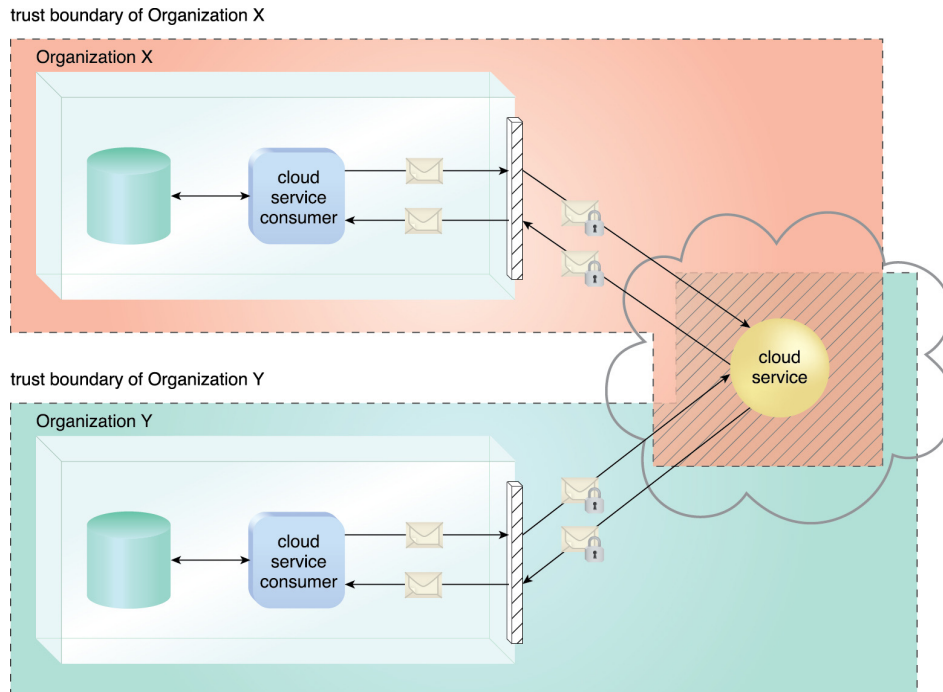 trust boundary of Organization X
Organization X
cloud
service
consumer
cloud
service
trust boundary of Organization Y
Organization Y
cloud
service
consumer